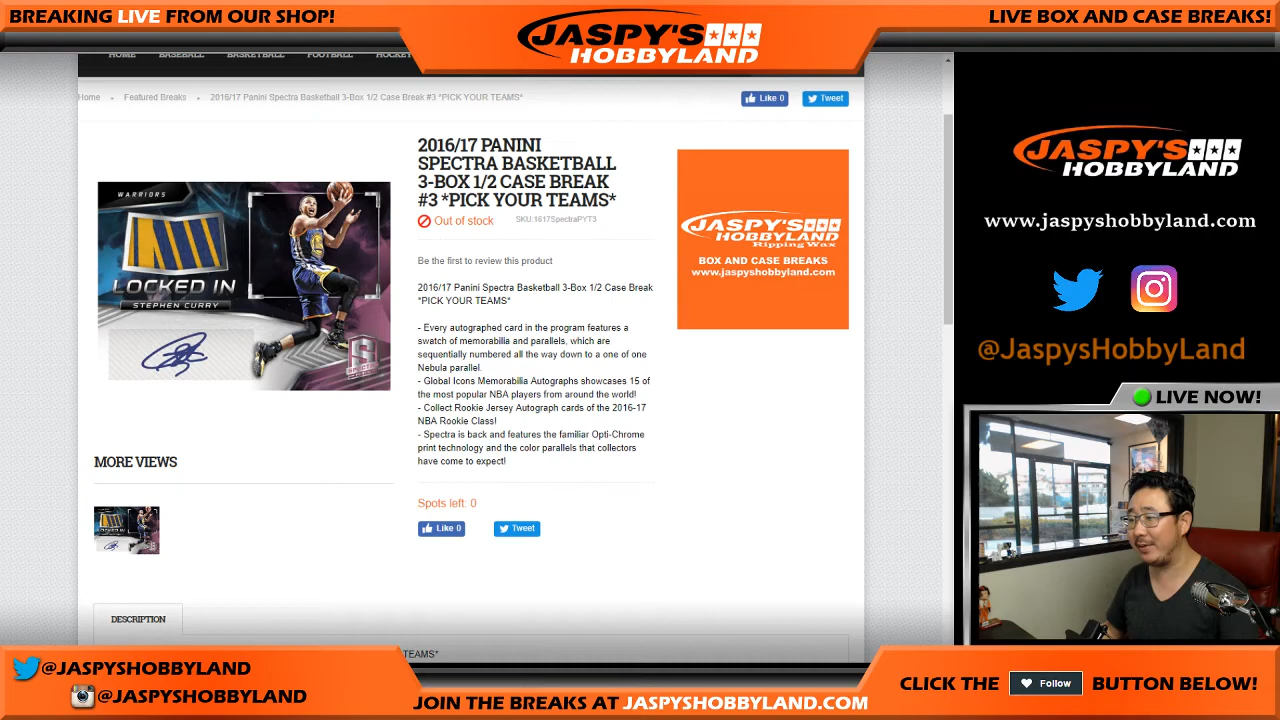 BREAKING LIVE FROM OUR SHOP!
JASPY'S
HOBBYLAND
LIVE BOX AND CASE BREAKS!
HOME BASEBALL BASKETBALL FOOTBALL HOCKEY
Home • Featured Breaks • 2016/17 Panini Spectra Basketball 3-Box 1/2 Case Break #3 *PICK YOUR TEAMS*
Like 0
Tweet
WARRIORS
LOCKED IN
STEPHEN CURRY
2016/17 PANINI
SPECTRA BASKETBALL
3-BOX 1/2 CASE BREAK
#3 *PICK YOUR TEAMS*
Out of stock
SKU:1617SpectraPYT3
Be the first to review this product
2016/17 Panini Spectra Basketball 3-Box 1/2 Case Break
*PICK YOUR TEAMS*
- Every autographed card in the program features a
swatch of memorabilia and parallels, which are
sequentially numbered all the way down to a one of one
Nebula parallel.
- Global Icons Memorabilia Autographs showcases 15 of
the most popular NBA players from around the world!
- Collect Rookie Jersey Autograph cards of the 2016-17
NBA Rookie Class!
- Spectra is back and features the familiar Opti-Chrome
print technology and the color parallels that collectors
have come to expect!
Spots left: 0
Like 0
Tweet
JASPY'S
HOBBYLAND
Ripping Wax
BOX AND CASE BREAKS
www.jaspyshobbyland.com
MORE VIEWS
LOCKED IN
DESCRIPTION
TEAMS*
JASPY'S
HOBBYLAND
www.jaspyshobbyland.com
@JaspysHobbyLand
LIVE NOW!
@JASPYSHOBBYLAND
@JASPYSHOBBYLAND
JOIN THE BREAKS AT JASPYSHOBBYLAND.COM
CLICK THE Follow BUTTON BELOW!